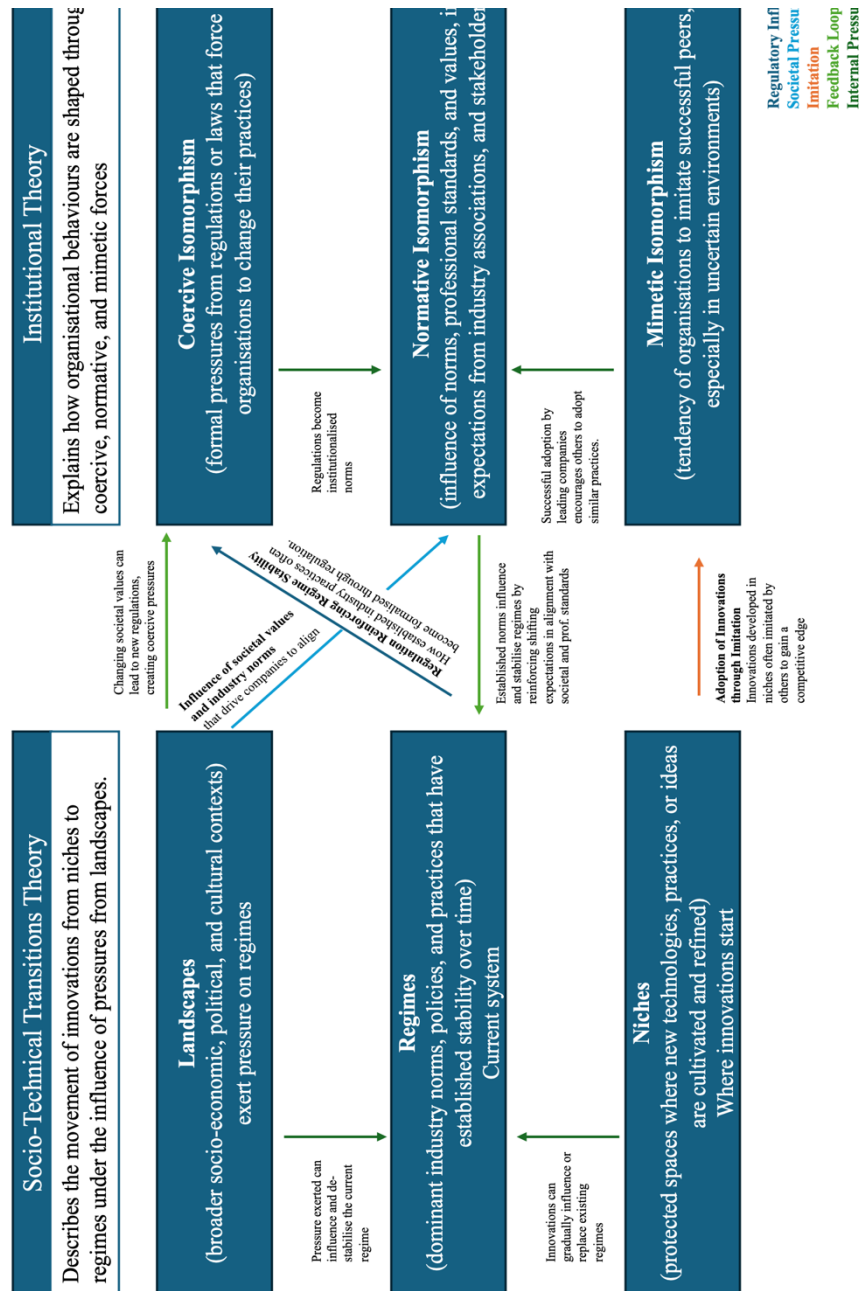 Socio-Technical Transitions Theory
Describes the movement of innovations from niches to
regimes under the influence of pressures from landscapes.
Institutional Theory
Explains how organisational behaviours are shaped throug
coercive, normative, and mimetic forces
Landscapes
(broader socio-economic, political, and cultural contexts)
exert pressure on regimes
Changing societal values can
lead to new regulations,
creating coercive pressures
Coercive Isomorphism
(formal pressures from regulations or laws that force
organisations to change their practices)
Influence of societal values
and industry norms
that drive companies to align
Regulation Reinforcing Regime Stability
How established industry practices often
become formalised through regulation.
Pressure exerted can
influence and de-
stabilise the current
regime
Regulations become
institutionalised
norms
Regimes
(dominant industry norms, policies, and practices that have
established stability over time)
Current system
Established norms influence
and stabilise regimes by
reinforcing shifting
expectations in alignment with
societal and prof. standards
Normative Isomorphism
(influence of norms, professional standards, and values, i
expectations from industry associations, and stakeholder
Innovations can
gradually influence or
replace existing
regimes
Successful adoption by
leading companies
encourages others to adopt
similar practices.
Niches
(protected spaces where new technologies, practices, or ideas
are cultivated and refined)
Where innovations start
Adoption of Innovations
through Imitation
Innovations developed in
niches often imitated by
others to gain a
competitive edge
Mimetic Isomorphism
(tendency of organisations to imitate successful peers,
especially in uncertain environments)
Regulatory Infl
Societal Pressu
Imitation
Feedback Loop
Internal Pressu